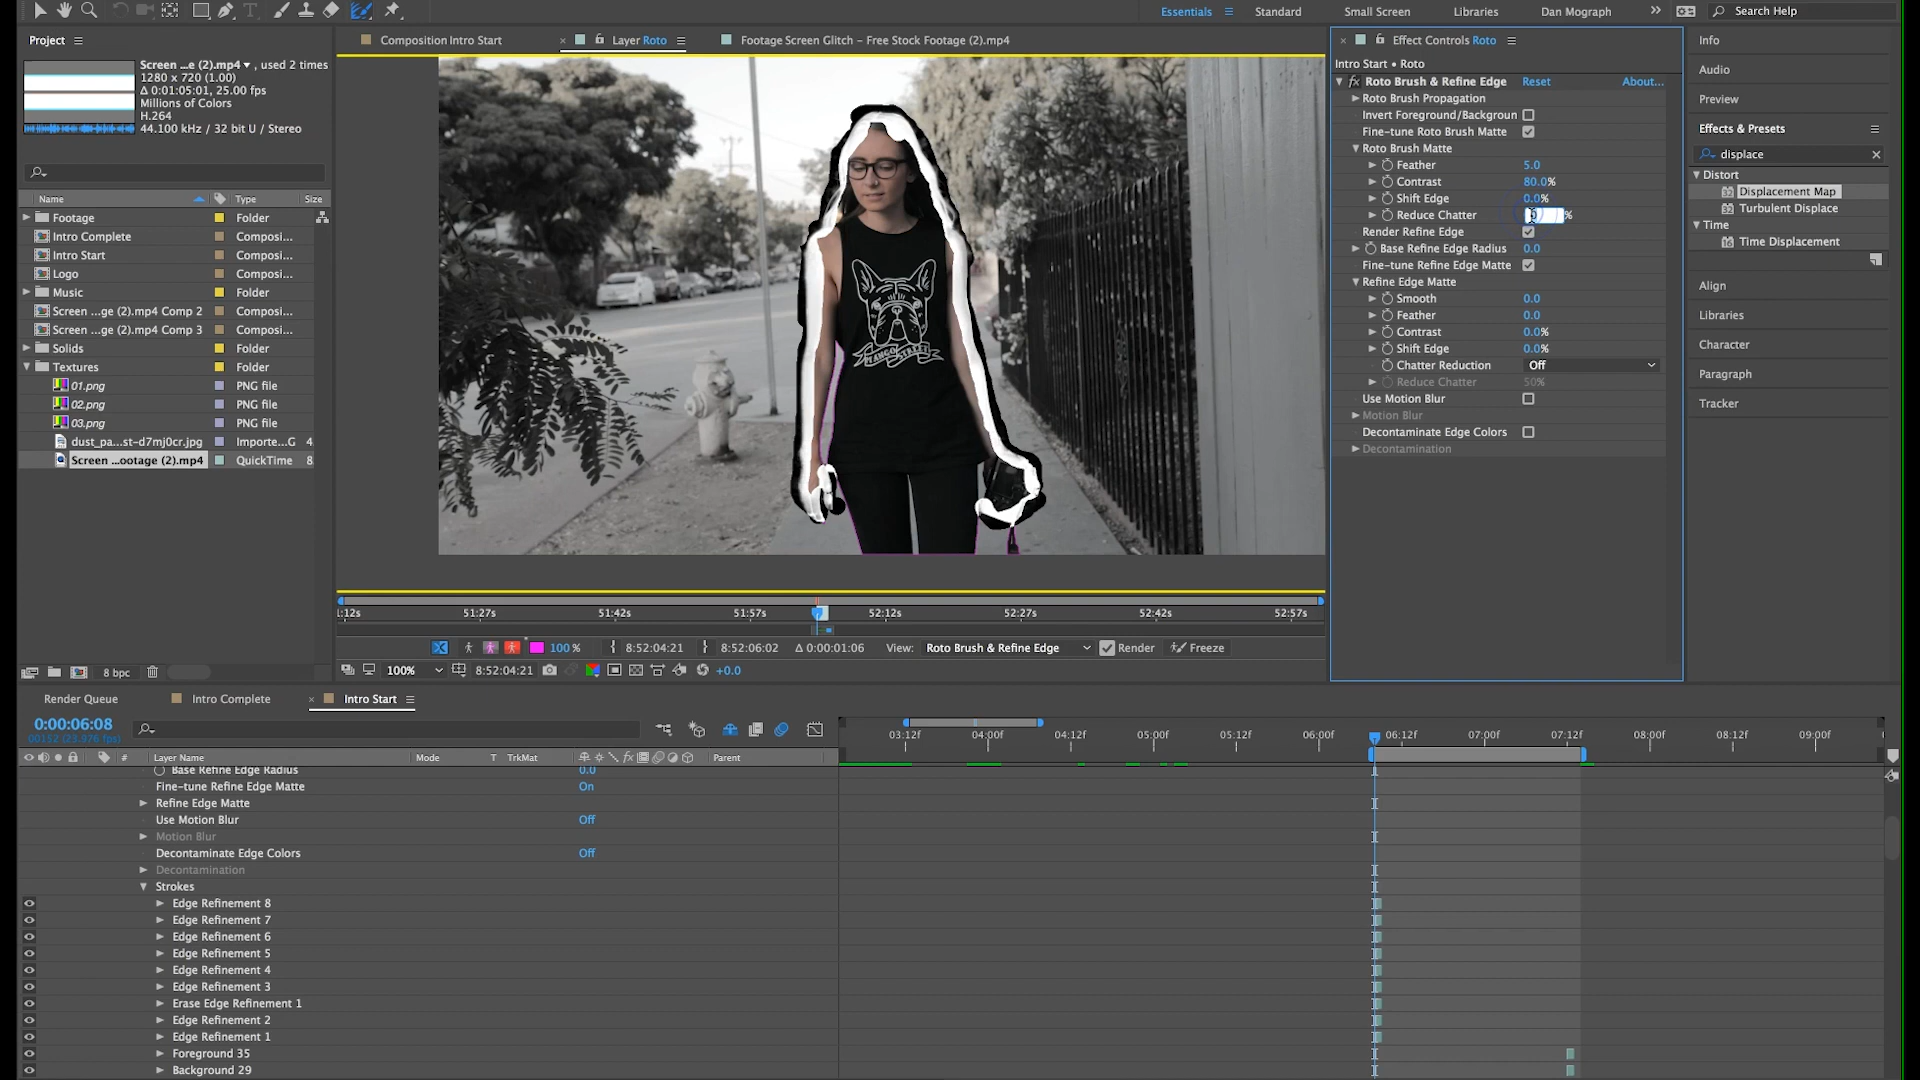 Essentials
Standard
Small Screen
Libraries
Dan Mograph
Search Help
Project
Composition Intro Start
Layer Roto
Footage Screen Glitch – Free Stock Footage (2).mp4
Effect Controls Roto
Info
Screen ...e (2).mp4 , used 2 times
1280 x 720 (1.00)
Δ 0:01:05:01, 25.00 fps
Millions of Colors
H.264
44.100 kHz / 32 bit U / Stereo
Name
Type
Size
Footage Folder
Intro Complete Composi...
Intro Start Composi...
Logo Composi...
Music Folder
Screen ...ge (2).mp4 Comp 2 Composi...
Screen ...ge (2).mp4 Comp 3 Composi...
Solids Folder
Textures Folder
01.png PNG file
02.png PNG file
03.png PNG file
dust_pa...st-d7mj0cr.jpg Importe...G 4
Screen ...ootage (2).mp4 QuickTime 8
8 bpc
TANGO STREET
:12s 51:27s 51:42s 51:57s 52:12s 52:27s 52:42s 52:57s
100 % 8:52:04:21 8:52:06:02 Δ 0:00:01:06 View: Roto Brush & Refine Edge Render Freeze
100% 8:52:04:21 +0.0
Intro Start • Roto
fx Roto Brush & Refine Edge Reset About...
Roto Brush Propagation
Invert Foreground/Backgroun
Fine-tune Roto Brush Matte
Roto Brush Matte
Feather 5.0
Contrast 80.0%
Shift Edge 0.0%
Reduce Chatter %
Render Refine Edge
Base Refine Edge Radius 0.0
Fine-tune Refine Edge Matte
Refine Edge Matte
Smooth 0.0
Feather 0.0
Contrast 0.0%
Shift Edge 0.0%
Chatter Reduction Off
Reduce Chatter 50%
Use Motion Blur
Motion Blur
Decontaminate Edge Colors
Decontamination
Audio
Preview
Effects & Presets
displace
Distort
Displacement Map
Turbulent Displace
Time
Time Displacement
Align
Libraries
Character
Paragraph
Tracker
Render Queue
Intro Complete
Intro Start
0:00:06:08
00152 (23.976 fps)
# Layer Name Mode T TrkMat Parent
03:12f 04:00f 04:12f 05:00f 05:12f 06:00f 06:12f 07:00f 07:12f 08:00f 08:12f 09:00f
Base Refine Edge Radius 0.0
Fine-tune Refine Edge Matte On
Refine Edge Matte
Use Motion Blur Off
Motion Blur
Decontaminate Edge Colors Off
Decontamination
Strokes
Edge Refinement 8
Edge Refinement 7
Edge Refinement 6
Edge Refinement 5
Edge Refinement 4
Edge Refinement 3
Erase Edge Refinement 1
Edge Refinement 2
Edge Refinement 1
Foreground 35
Background 29